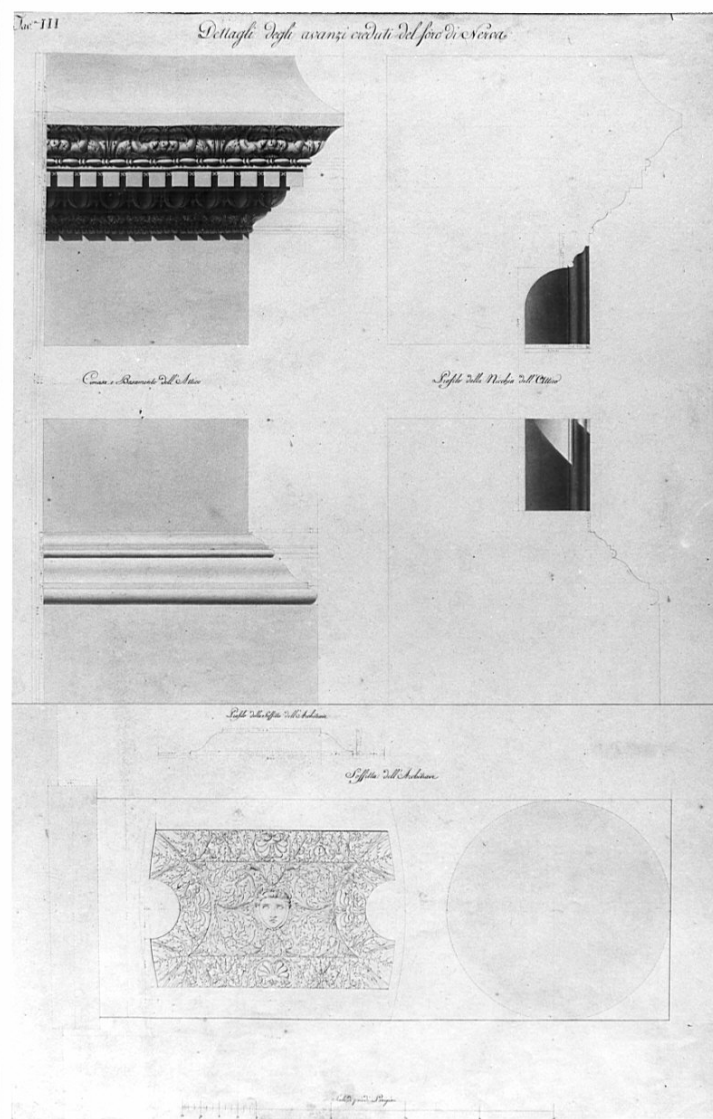 Tav. III
Dettagli degli avanzi creduti del foro di Nerva
e Basamento dell'Attico
Profilo della Nicchia dell'Attico
Profilo della Soffitta dell'Architrave
Soffitta dell'Architrave